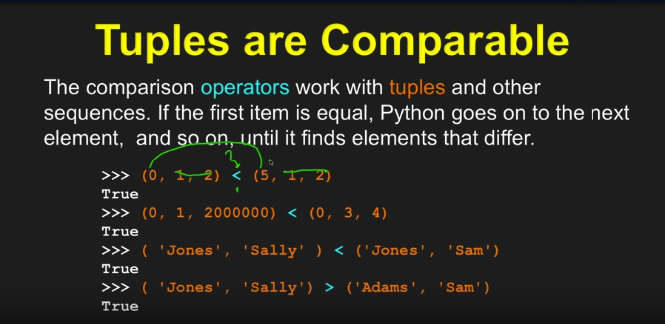 Tuples are Comparable
The comparison operators work with tuples and other
sequences. If the first item is equal, Python goes on to the next
element, and so on, until it finds elements that differ.
>>> (0, 1, 2) < (5, 1, 2)
True
>>> (0, 1, 2000000) < (0, 3, 4)
True
>>> ( 'Jones', 'Sally' ) < ('Jones', 'Sam')
True
>>> ( 'Jones', 'Sally') > ('Adams', 'Sam')
True